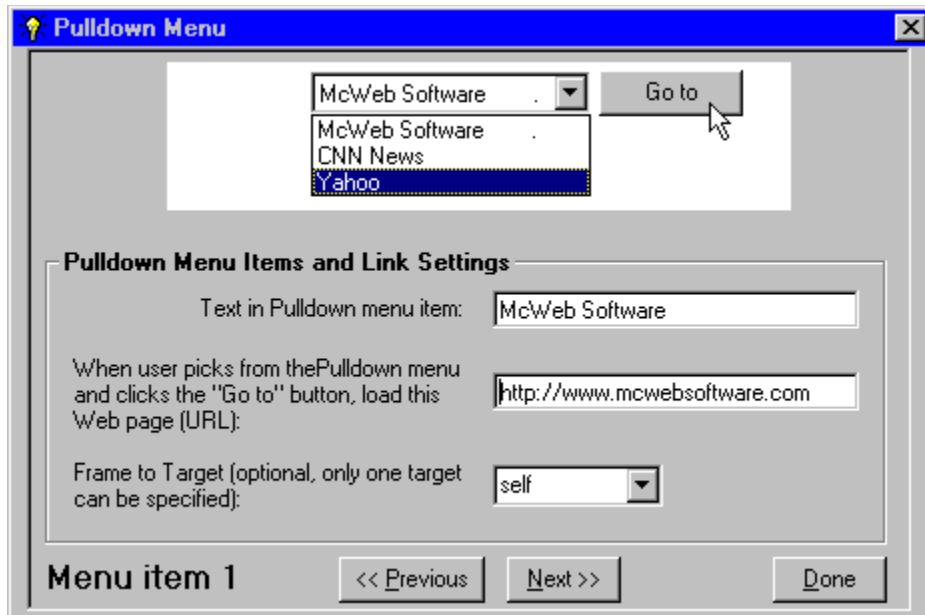 Pulldown Menu
McWeb Software .
Go to
McWeb Software .
CNN News
Yahoo
Pulldown Menu Items and Link Settings
Text in Pulldown menu item:
McWeb Software
When user picks from thePulldown menu
and clicks the "Go to" button, load this
Web page (URL):
http://www.mcwebsoftware.com
Frame to Target (optional, only one target
can be specified):
self
Menu item 1
<< Previous
Next >>
Done